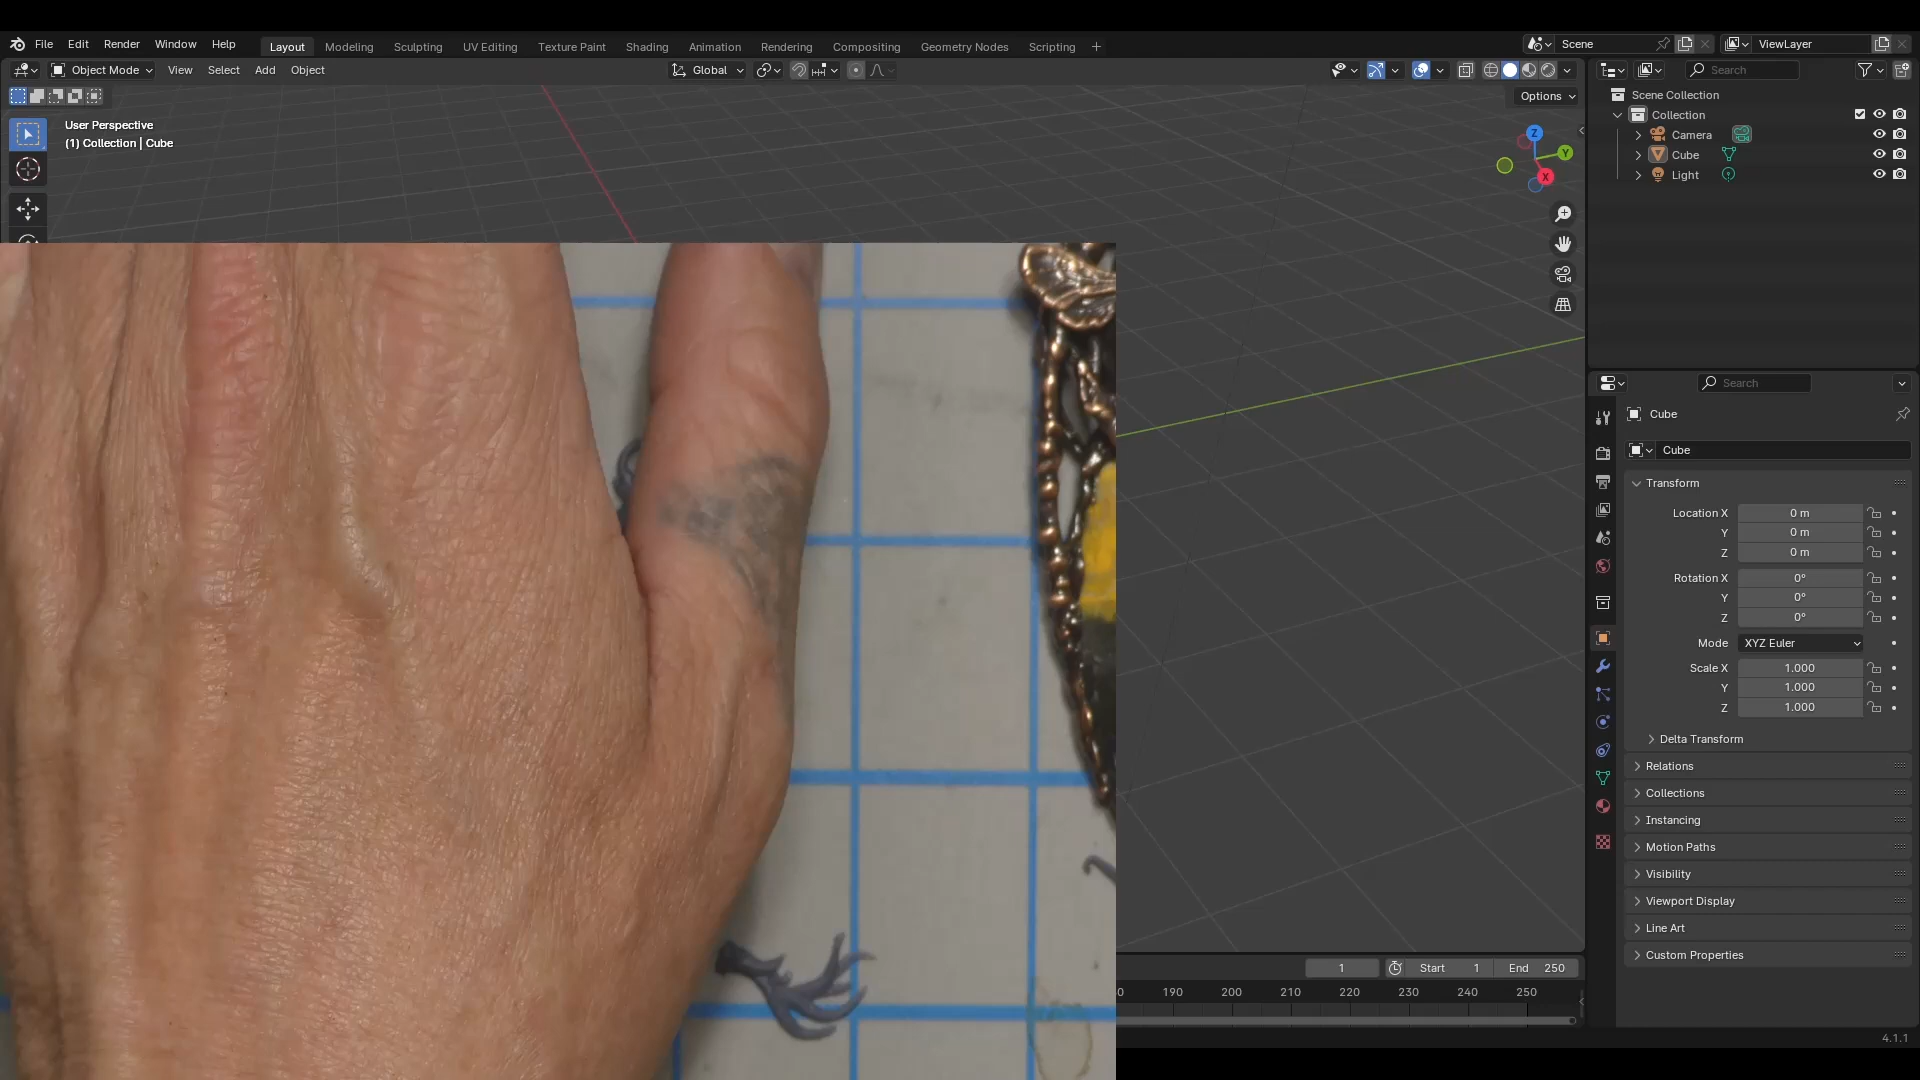 File Edit Render Window Help Layout Modeling Sculpting UV Editing Texture Paint Shading Animation Rendering Compositing Geometry Nodes Scripting + Scene ViewLayer
Object Mode View Select Add Object Global Search
Options
User Perspective
(1) Collection | Cube
Z
Y
X
Scene Collection
Collection
Camera
Cube
Light
Search
Cube
Cube
Transform
Location X 0 m
Y 0 m
Z 0 m
Rotation X 0°
Y 0°
Z 0°
Mode XYZ Euler
Scale X 1.000
Y 1.000
Z 1.000
Delta Transform
Relations
Collections
Instancing
Motion Paths
Visibility
Viewport Display
Line Art
Custom Properties
1 Start 1 End 250
190 200 210 220 230 240 250
4.1.1